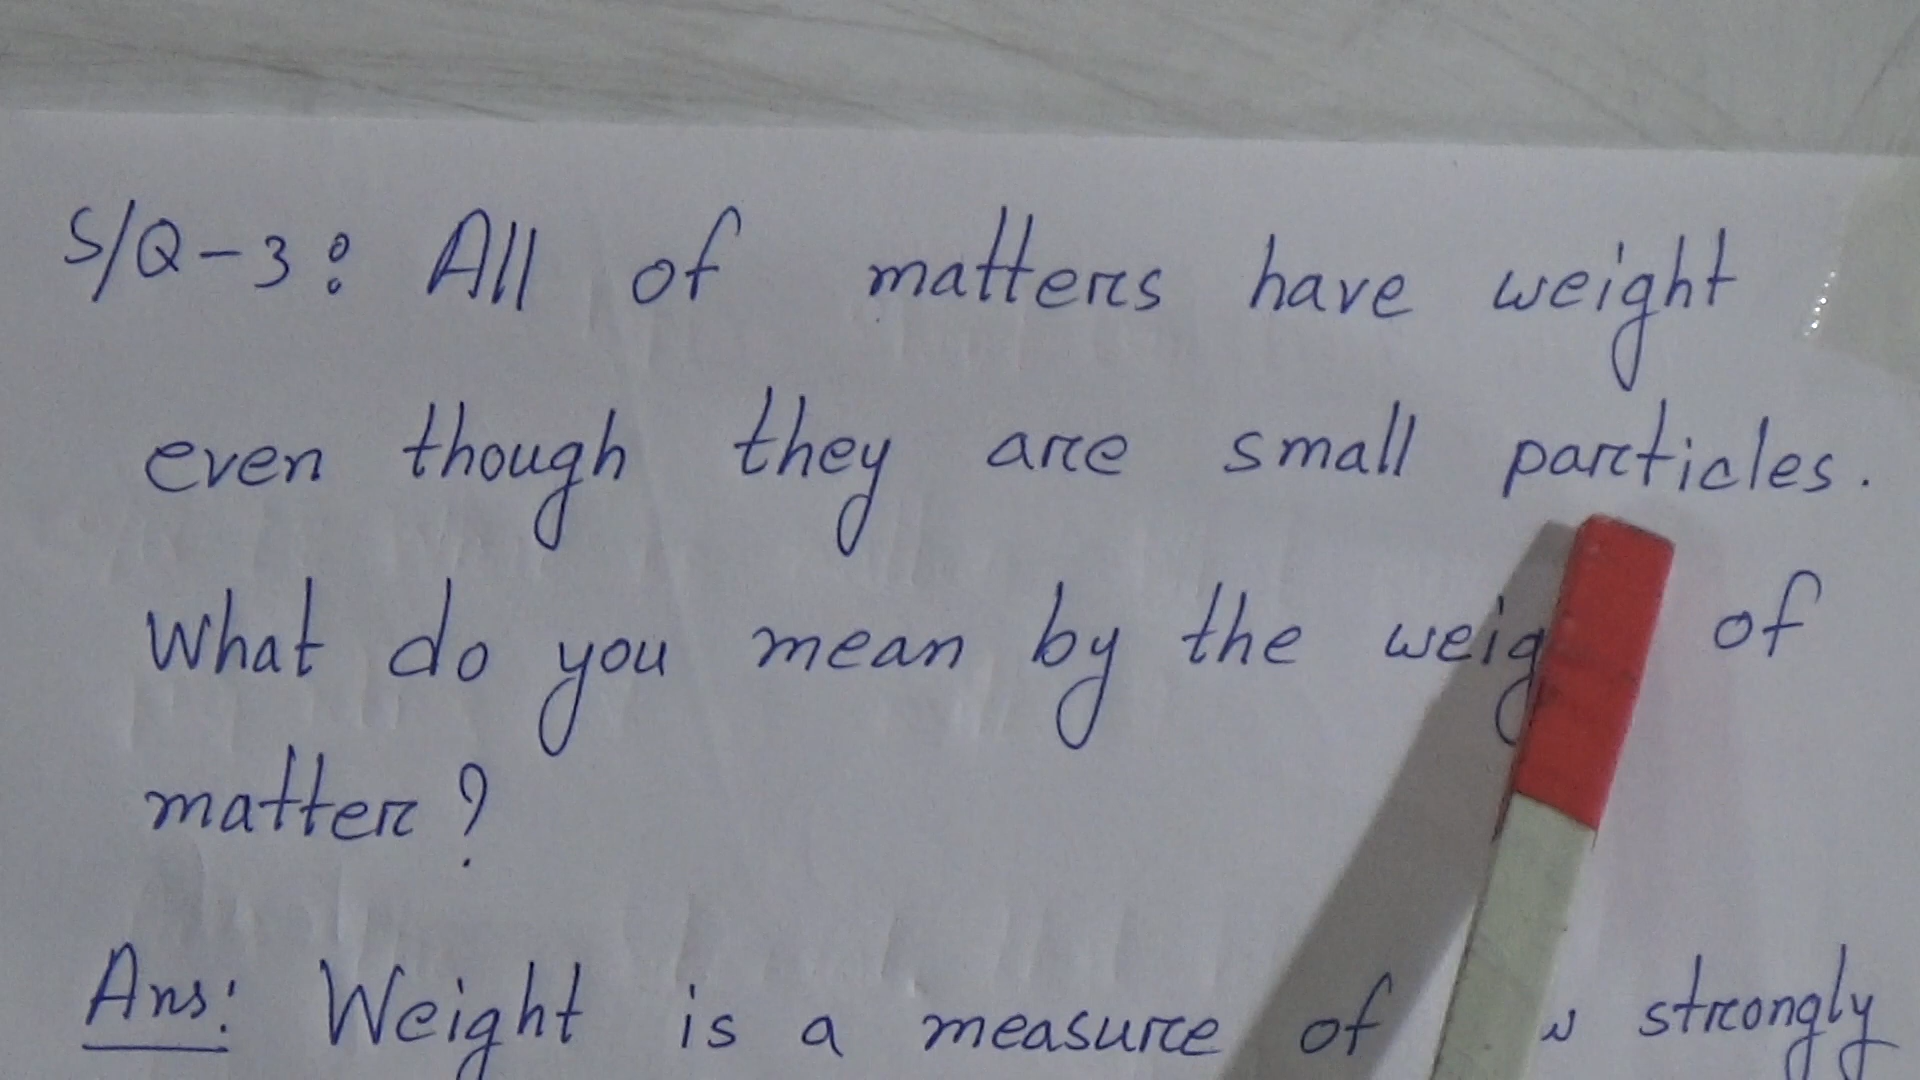 S/Q-3: All of matters have weight
even though they are small particles.
What do you mean by the of
matter?
Ans: Weight is a measure of strongly